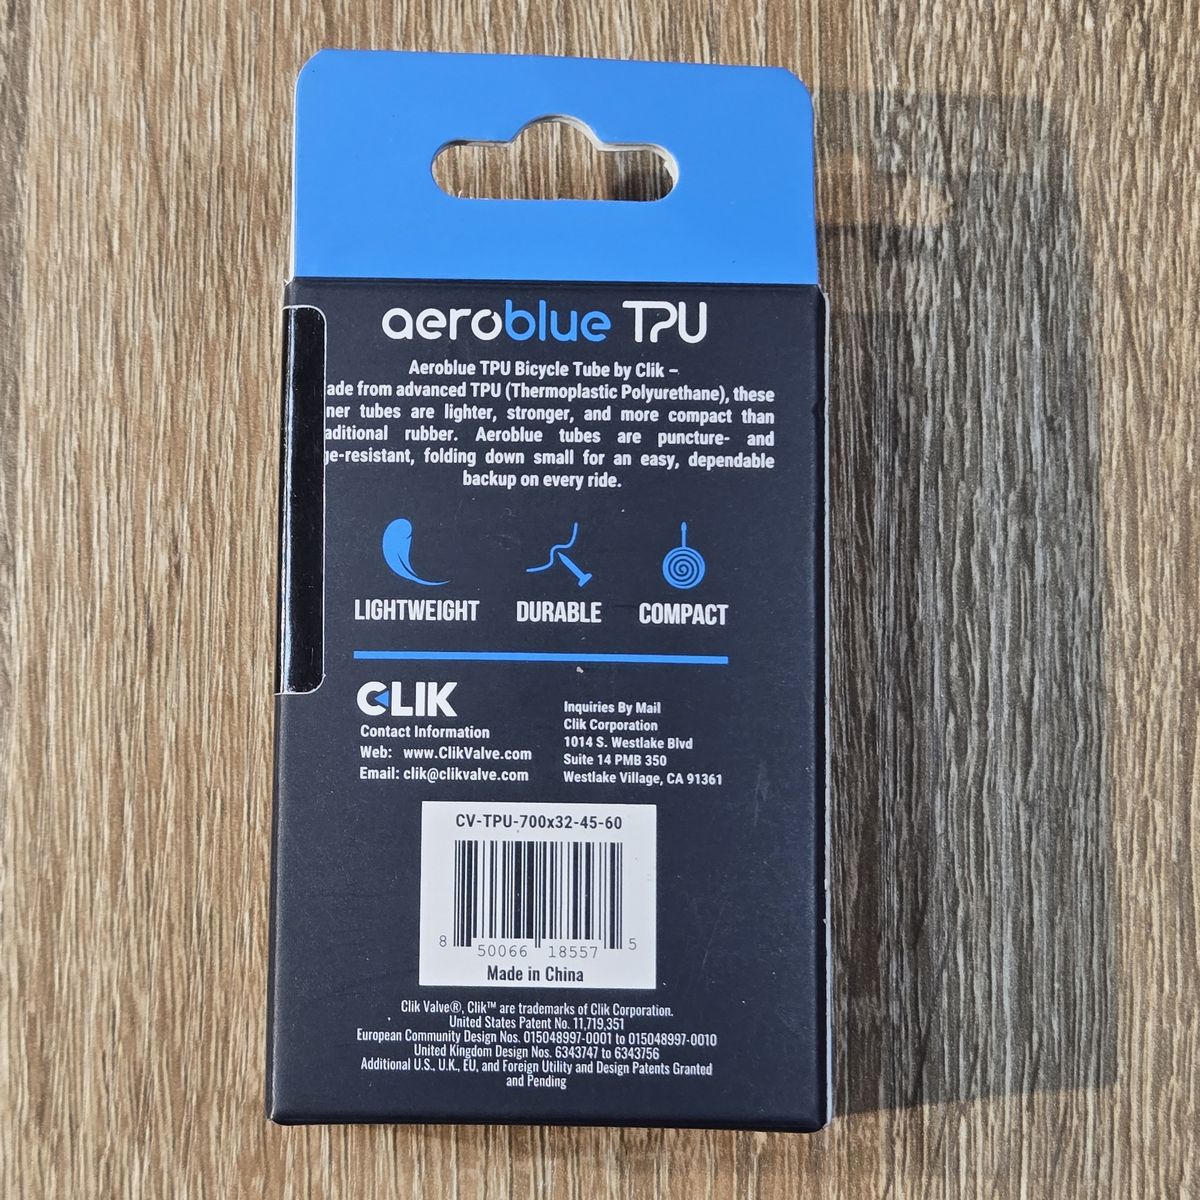 aeroblue TPU
Aeroblue TPU Bicycle Tube by Clik –
ade from advanced TPU (Thermoplastic Polyurethane), these
ner tubes are lighter, stronger, and more compact than
aditional rubber. Aeroblue tubes are puncture- and
ge-resistant, folding down small for an easy, dependable
backup on every ride.
LIGHTWEIGHT DURABLE COMPACT
CLIK
Contact Information
Web: www.ClikValve.com
Email: clik@clikvalve.com
Inquiries By Mail
Clik Corporation
1014 S. Westlake Blvd
Suite 14 PMB 350
Westlake Village, CA 91361
CV-TPU-700x32-45-60
8 50066 18557 5
Made in China
Clik Valve®, Clik™ are trademarks of Clik Corporation.
United States Patent No. 11,719,351
European Community Design Nos. 015048997-0001 to 015048997-0010
United Kingdom Design Nos. 6343747 to 6343756
Additional U.S., U.K., EU, and Foreign Utility and Design Patents Granted
and Pending